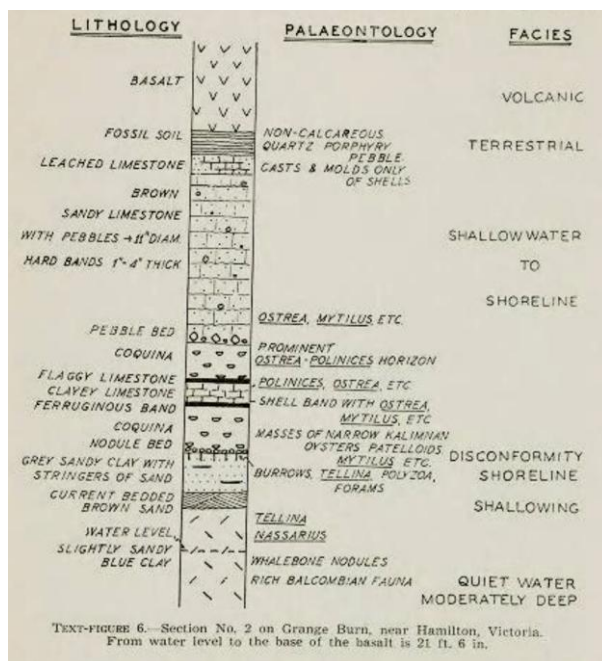 LITHOLOGY
PALAEONTOLOGY
FACIES
BASALT
VOLCANIC
FOSSIL SOIL
NON-CALCAREOUS
QUARTZ PORPHYRY
PEBBLE
TERRESTRIAL
LEACHED LIMESTONE
CASTS & MOLDS ONLY
OF SHELLS
BROWN
SANDY LIMESTONE
WITH PEBBLES → 1½" DIAM.
HARD BANDS 1"-4" THICK
SHALLOW WATER
TO
SHORELINE
OSTREA, MYTILUS, ETC.
PEBBLE BED
COQUINA
PROMINENT
OSTREA-POLINICES HORIZON
FLAGGY LIMESTONE
POLINICES, OSTREA, ETC
CLAYEY LIMESTONE
FERRUGINOUS BAND
SHELL BAND WITH OSTREA,
MYTILUS, ETC
COQUINA
MASSES OF NARROW KALIMNAN
OYSTERS PATELLOIDS
MYTILUS ETC.
NODULE BED
DISCONFORMITY
GREY SANDY CLAY WITH
STRINGERS OF SAND
BURROWS, TELLINA, POLYZOA,
FORAMS
SHORELINE
CURRENT BEDDED
BROWN SAND
SHALLOWING
WATER LEVEL
TELLINA
NASSARIUS
SLIGHTLY SANDY
BLUE CLAY
WHALEBONE NODULES
RICH BALCOMBIAN FAUNA
QUIET WATER
MODERATELY DEEP
TEXT-FIGURE 6.—Section No. 2 on Grange Burn, near Hamilton, Victoria.
From water level to the base of the basalt is 21 ft. 6 in.